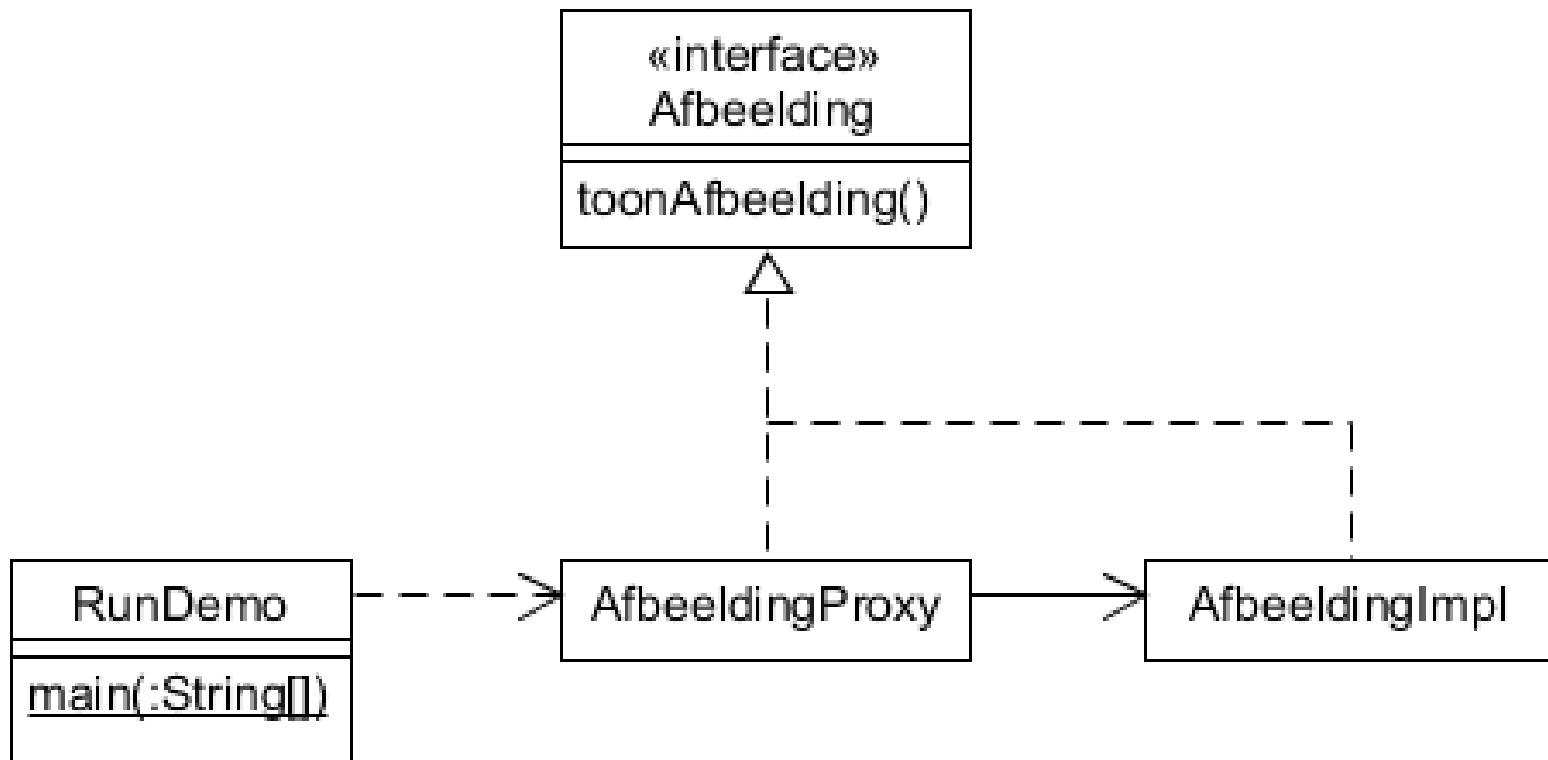 «interface»
Afbeelding
toonAfbeelding()
RunDemo
main(:String[])
AfbeeldingProxy
AfbeeldingImpl